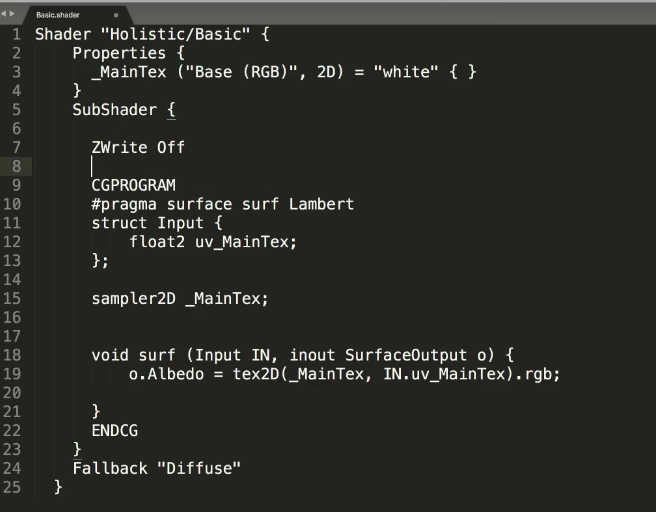 Basic.shader
1 Shader "Holistic/Basic" {
2 Properties {
3 _MainTex ("Base (RGB)", 2D) = "white" { }
4 }
5 SubShader {
6
7 ZWrite Off
8
9 CGPROGRAM
10 #pragma surface surf Lambert
11 struct Input {
12 float2 uv_MainTex;
13 };
14
15 sampler2D _MainTex;
16
17
18 void surf (Input IN, inout SurfaceOutput o) {
19 o.Albedo = tex2D(_MainTex, IN.uv_MainTex).rgb;
20
21 }
22 ENDCG
23 }
24 Fallback "Diffuse"
25 }